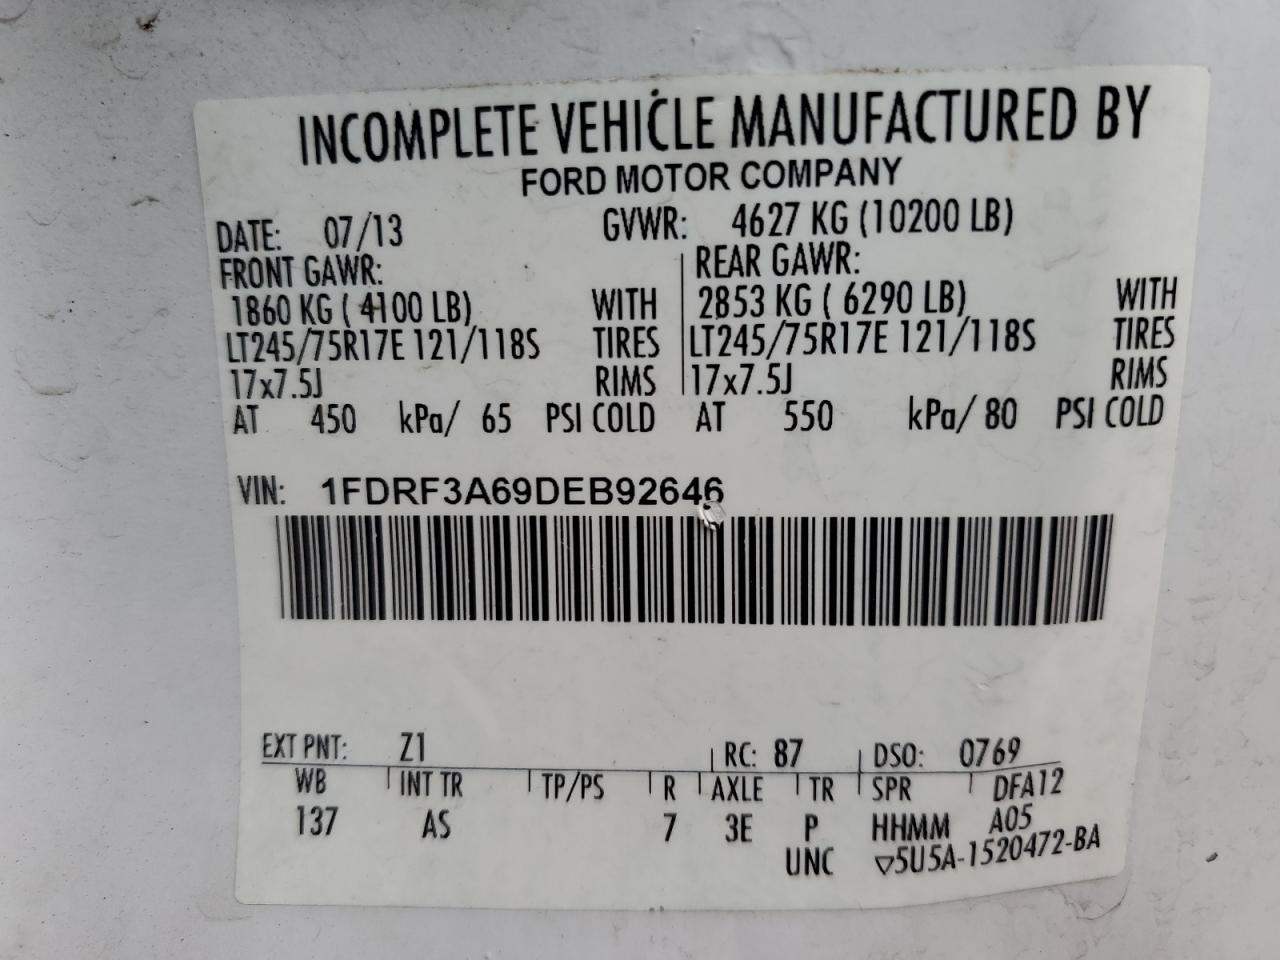 INCOMPLETE VEHICLE MANUFACTURED BY
FORD MOTOR COMPANY
DATE: 07/13 GVWR: 4627 KG (10200 LB)
FRONT GAWR: REAR GAWR:
1860 KG ( 4100 LB) WITH 2853 KG ( 6290 LB) WITH
LT245/75R17E 121/118S TIRES LT245/75R17E 121/118S TIRES
17x7.5J RIMS 17x7.5J RIMS
AT 450 kPa/ 65 PSI COLD AT 550 kPa/ 80 PSI COLD
VIN: 1FDRF3A69DEB92646
EXT PNT: Z1 RC: 87 DSO: 0769
WB INT TR TP/PS R AXLE TR SPR DFA12
137 AS 7 3E P HHMM A05
UNC ▽5U5A-1520472-BA